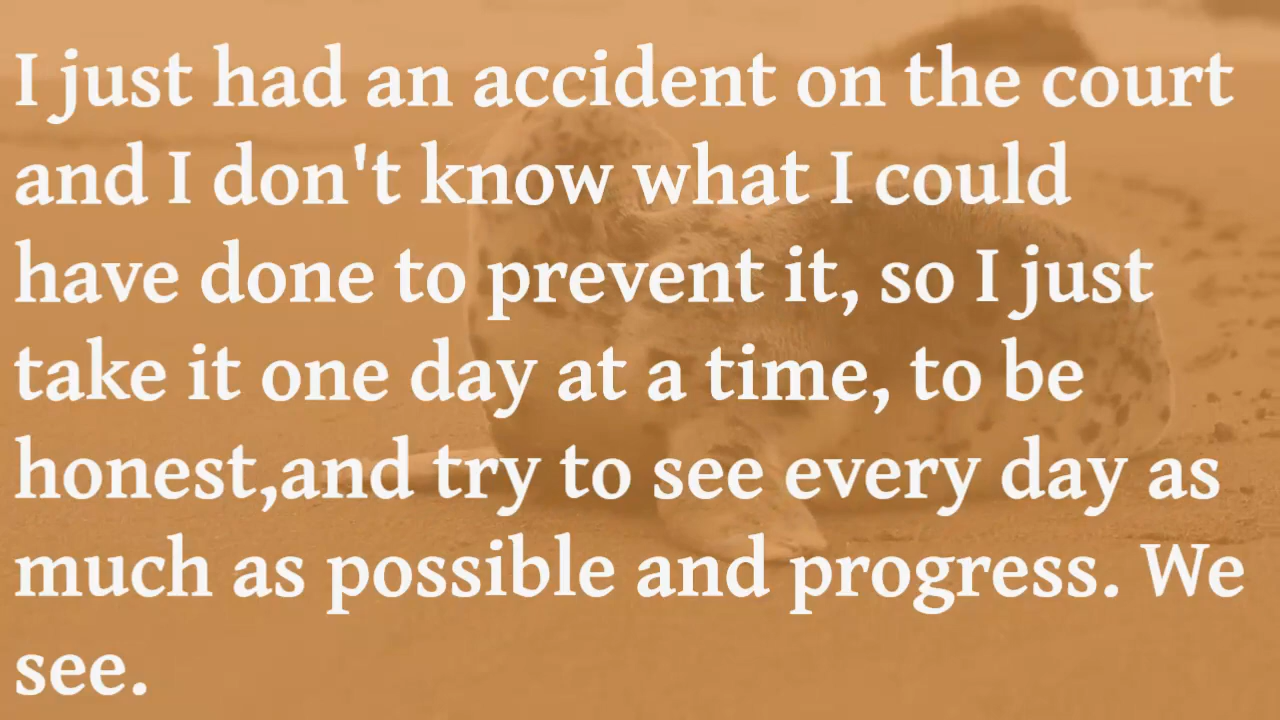 I just had an accident on the court
and I don't know what I could
have done to prevent it, so I just
take it one day at a time, to be
honest,and try to see every day as
much as possible and progress. We
see.